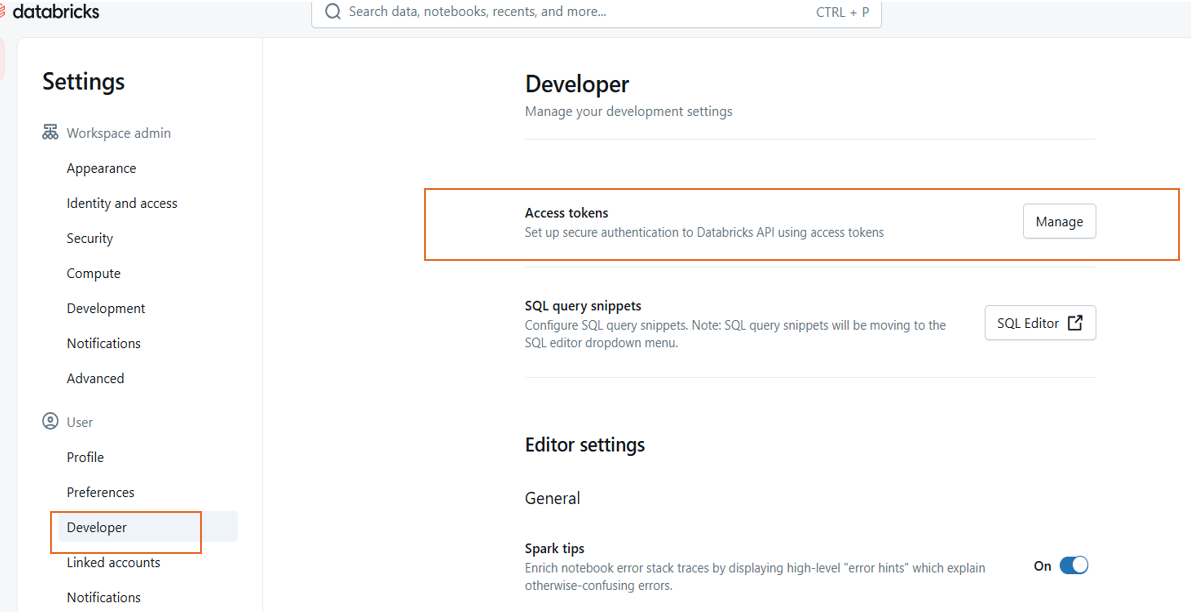 databricks
Search data, notebooks, recents, and more...
CTRL + P
Settings
Workspace admin
Appearance
Identity and access
Security
Compute
Development
Notifications
Advanced
User
Profile
Preferences
Developer
Linked accounts
Notifications
Developer
Manage your development settings
Access tokens
Set up secure authentication to Databricks API using access tokens
Manage
SQL query snippets
Configure SQL query snippets. Note: SQL query snippets will be moving to the
SQL editor dropdown menu.
SQL Editor
Editor settings
General
Spark tips
Enrich notebook error stack traces by displaying high-level "error hints" which explain
otherwise-confusing errors.
On